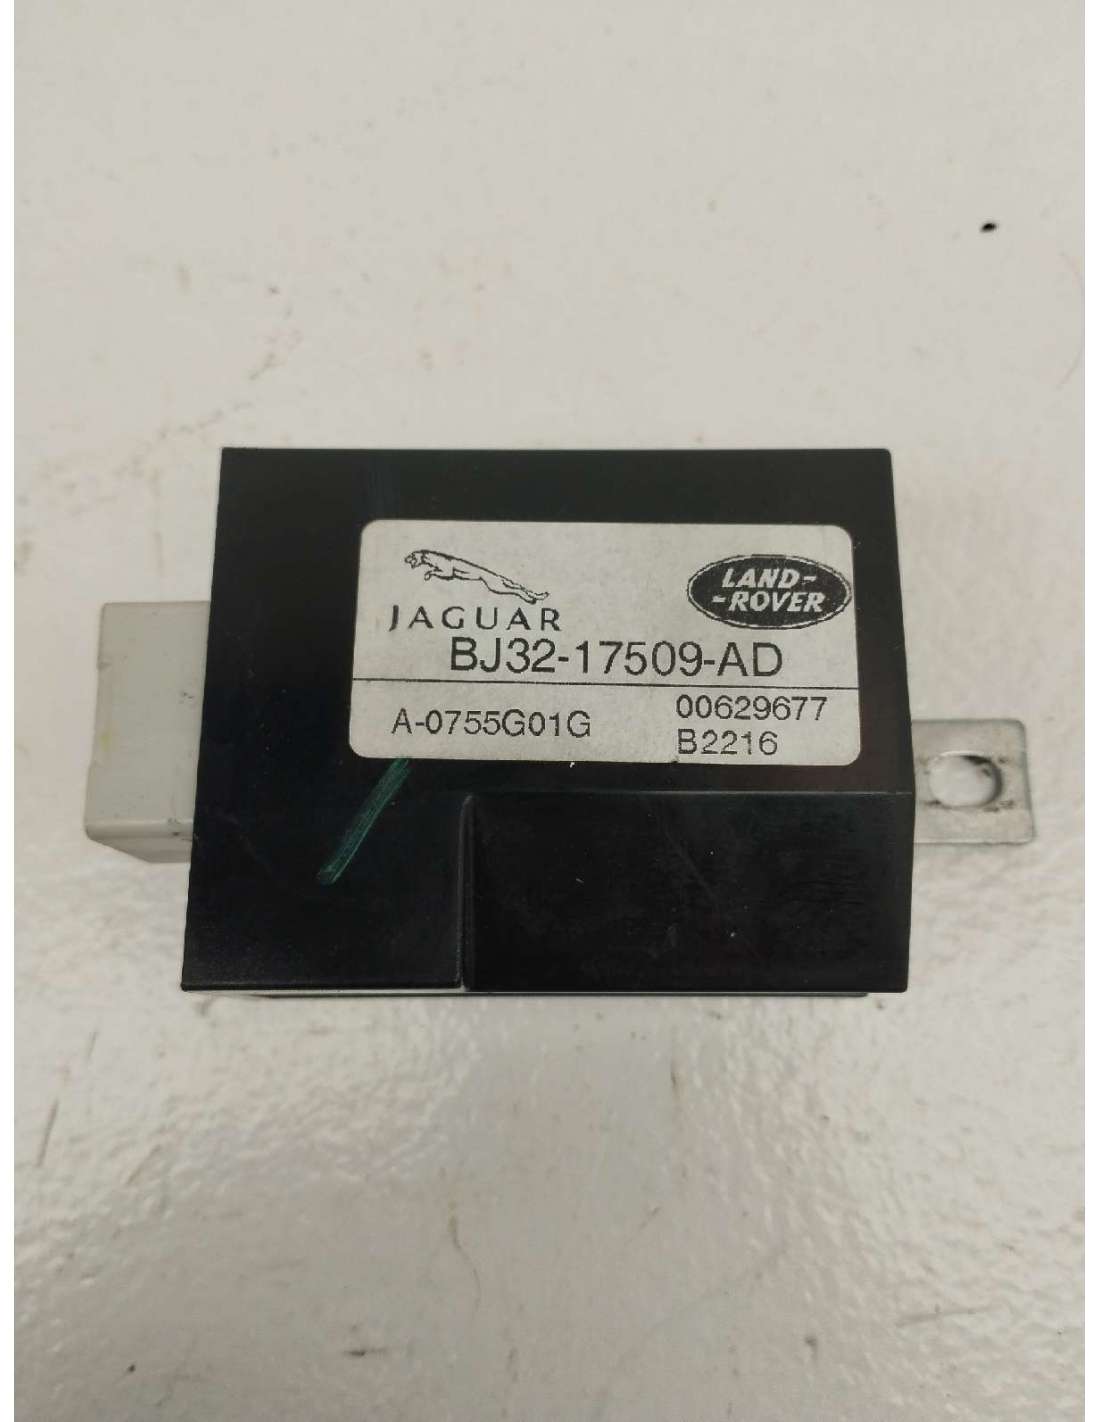 JAGUAR
LAND-
-ROVER
BJ32-17509-AD
A-0755G01G
00629677
B2216